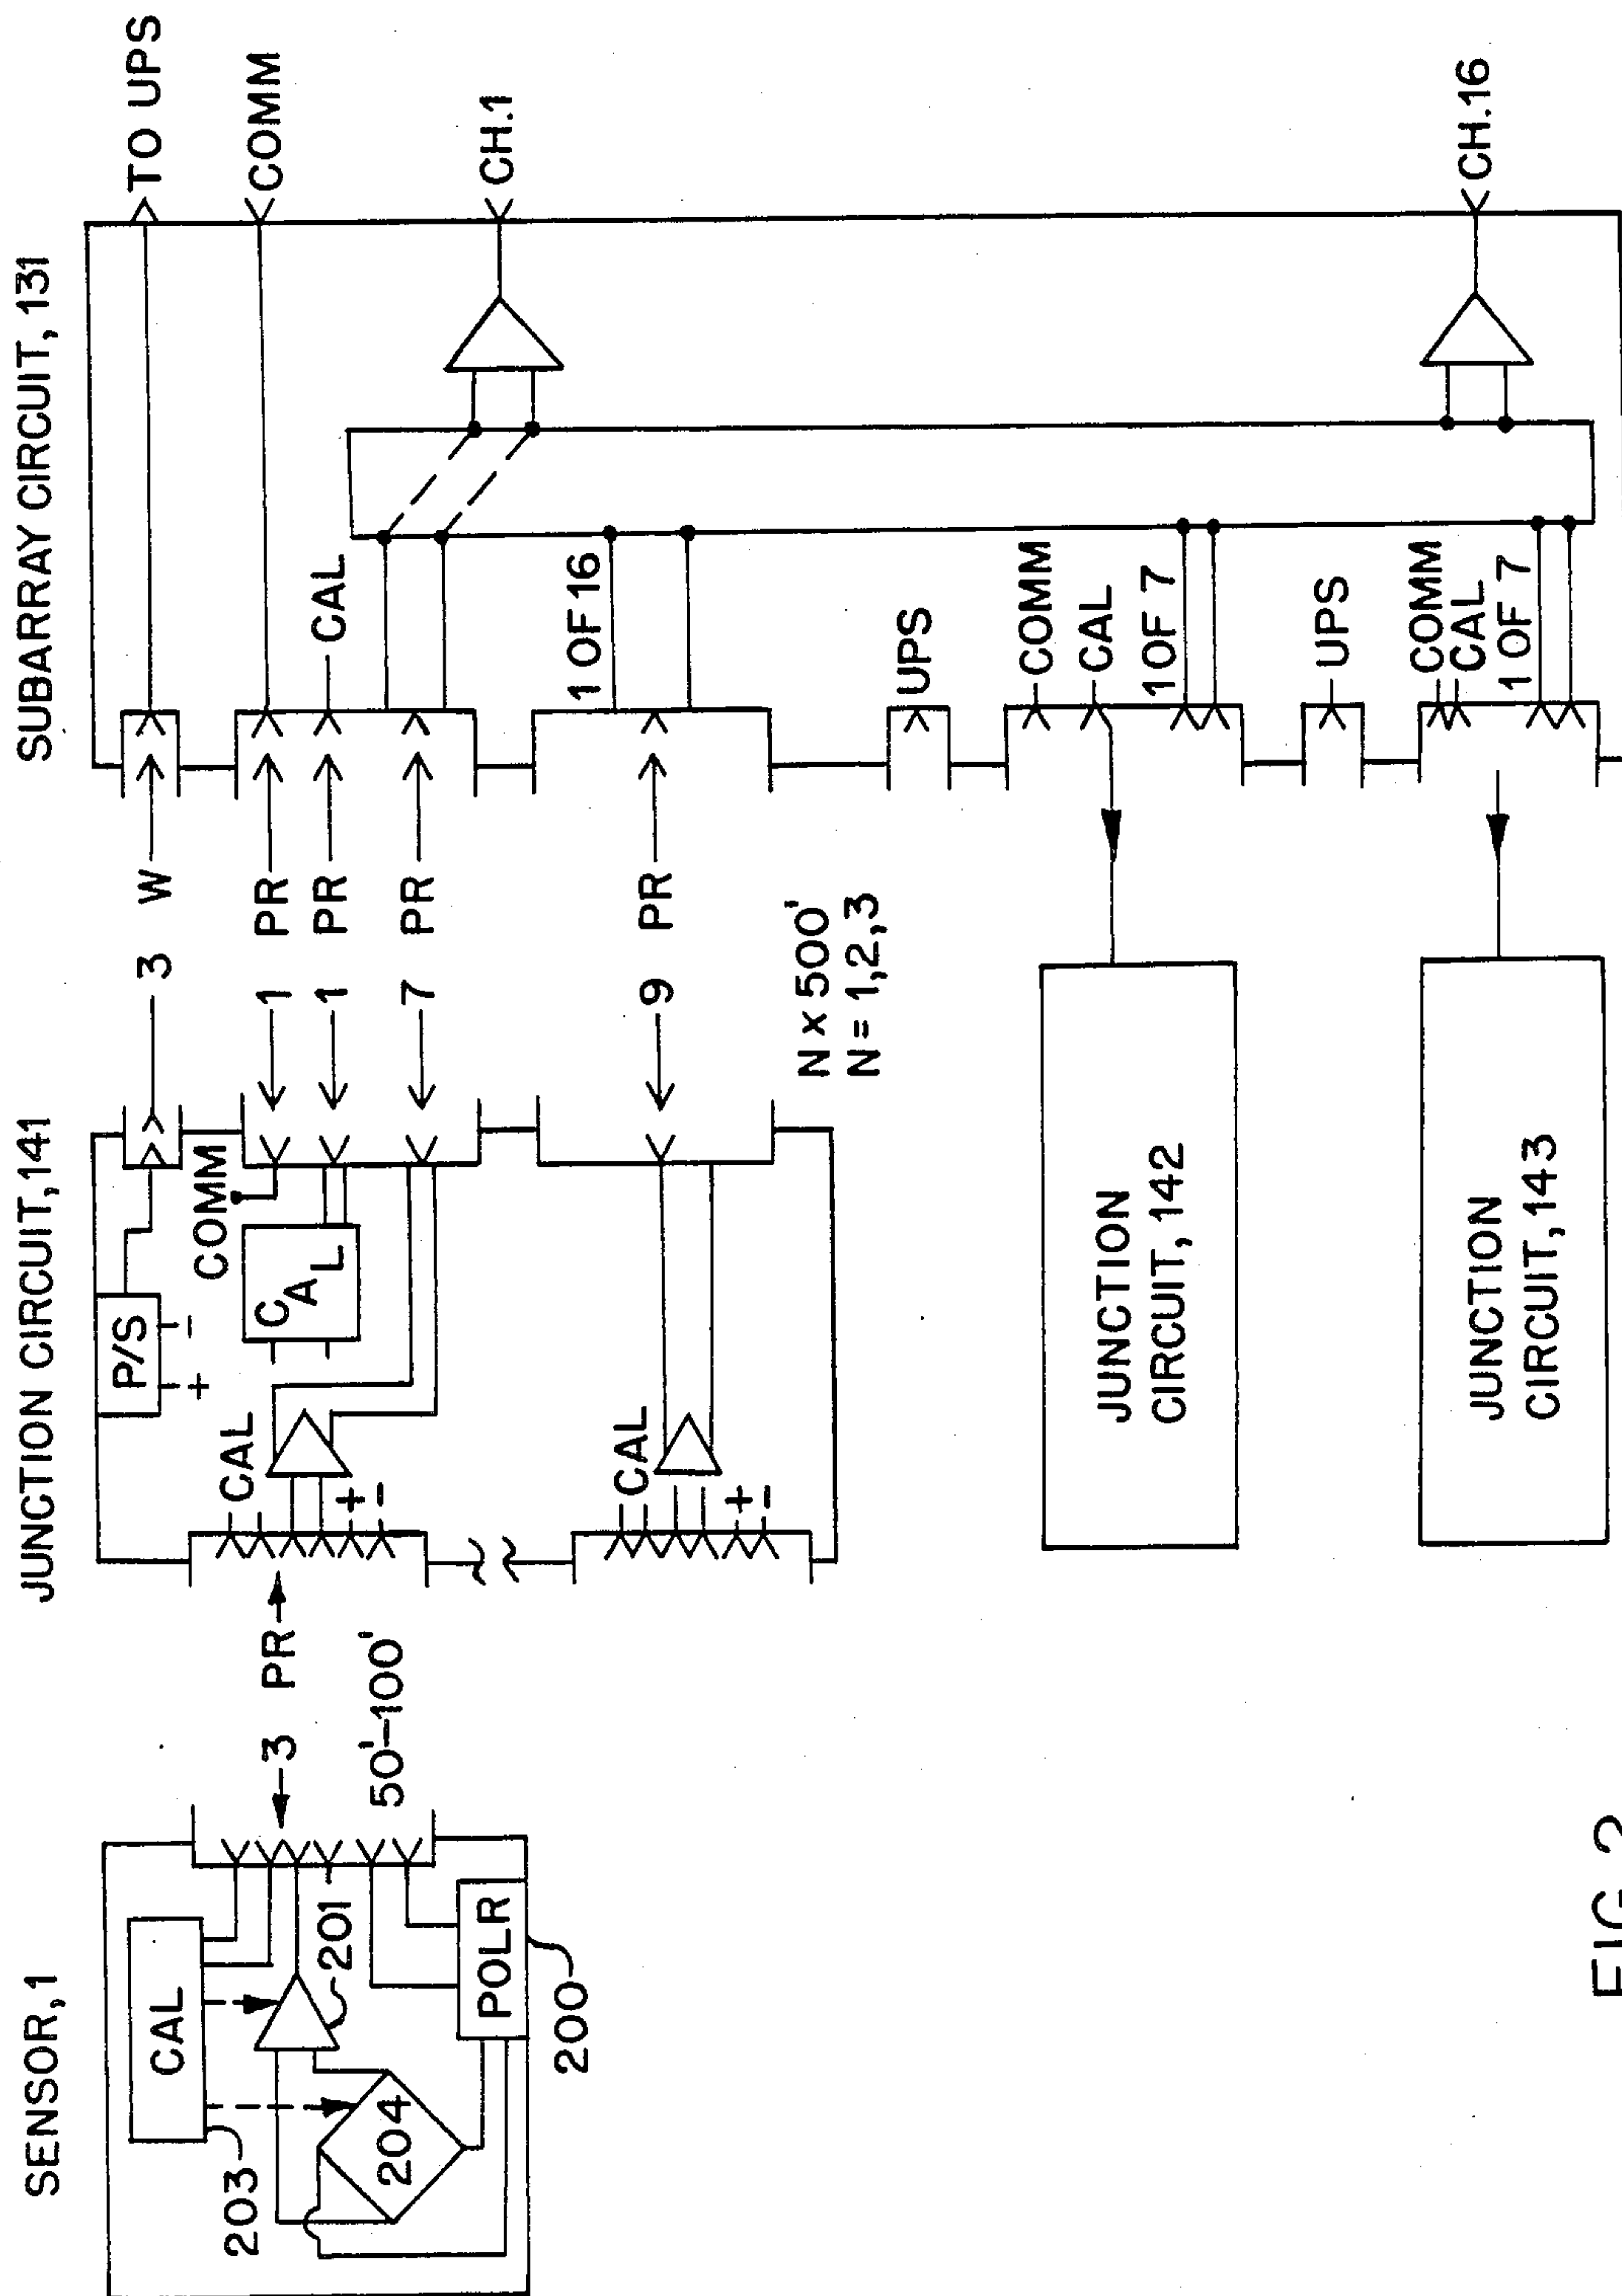 SENSOR,1
CAL
203
204
201
POLR
200
3 PR
50'-100'
JUNCTION CIRCUIT,141
P/S
+ -
COMM
CAL
CAL
+
-
CAL
+
-
3 W
1 PR
1 PR
7 PR
9 PR
N x 500'
N = 1,2,3
JUNCTION
CIRCUIT,142
JUNCTION
CIRCUIT,143
SUBARRAY CIRCUIT, 131
CAL
1 OF 16
UPS
COMM
CAL
1 OF 7
UPS
COMM
CAL
1 OF 7
TO UPS
COMM
CH.1
CH.16
FIG. 2